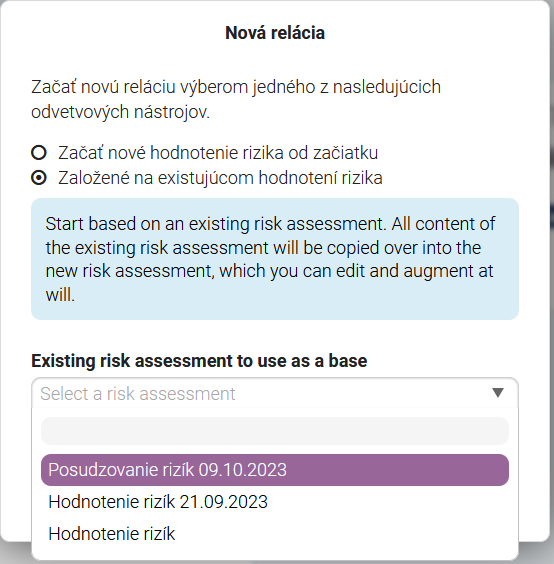 Nová relácia
Začať novú reláciu výberom jedného z nasledujúcich
odvetvových nástrojov.
Začať nové hodnotenie rizika od začiatku
Založené na existujúcom hodnotení rizika
Start based on an existing risk assessment. All content of
the existing risk assessment will be copied over into the
new risk assessment, which you can edit and augment at
will.
Existing risk assessment to use as a base
Select a risk assessment
Posudzovanie rizík 09.10.2023
Hodnotenie rizík 21.09.2023
Hodnotenie rizík